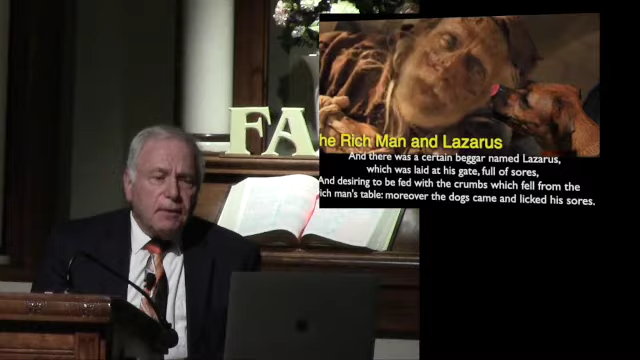 FA
he Rich Man and Lazarus
And there was a certain beggar named Lazarus,
which was laid at his gate, full of sores,
And desiring to be fed with the crumbs which fell from the
ich man's table: moreover the dogs came and licked his sores.